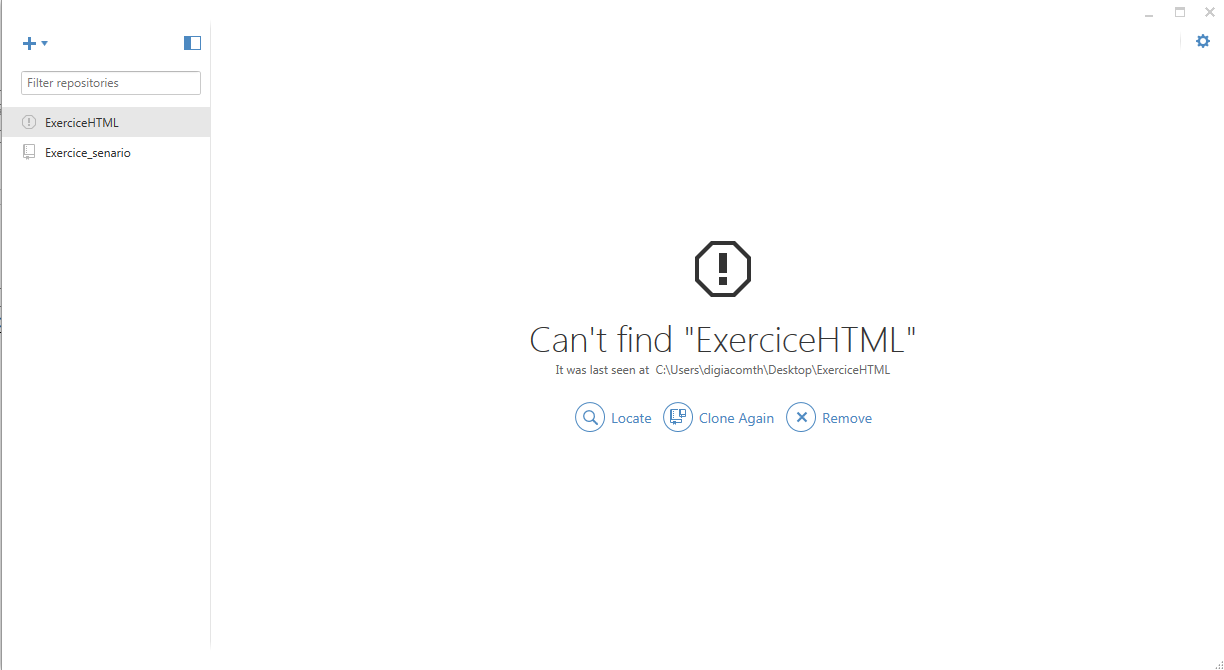 Filter repositories
ExerciceHTML
Exercice_senario
Can't find "ExerciceHTML"
It was last seen at C:\Users\digiacomth\Desktop\ExerciceHTML
Locate Clone Again Remove